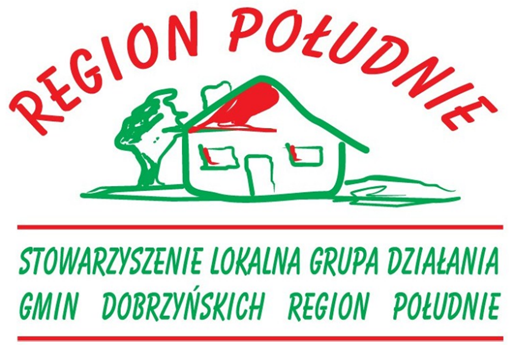 REGION POŁUDNIE
STOWARZYSZENIE LOKALNA GRUPA DZIAŁANIA
GMIN DOBRZYŃSKICH REGION POŁUDNIE